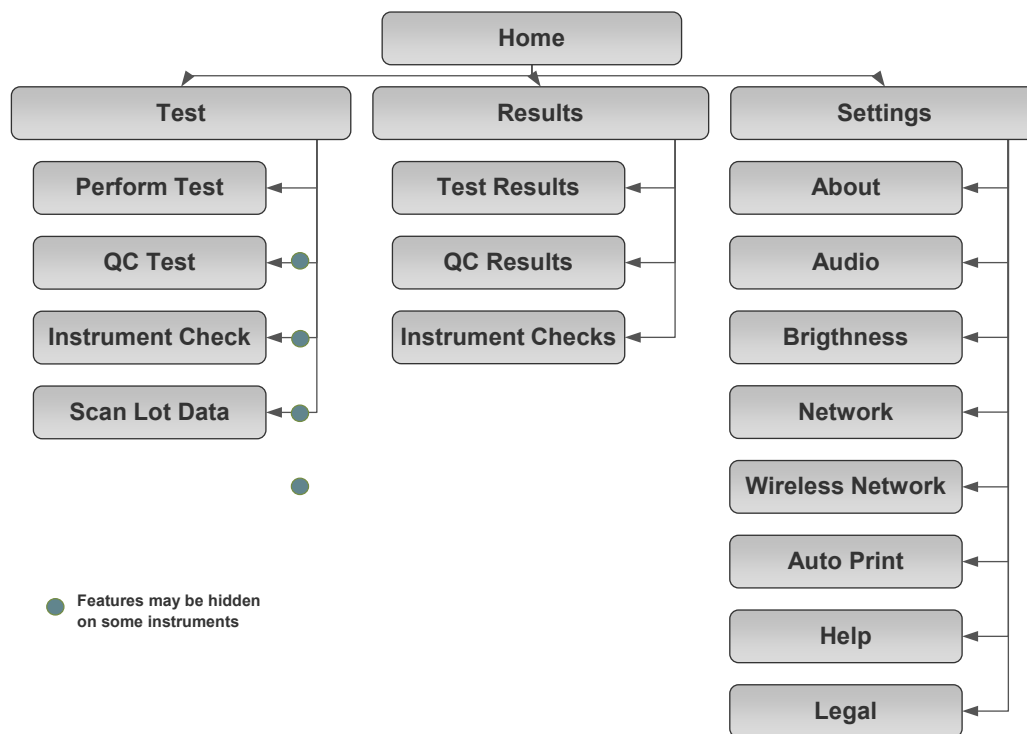 Home
Test
Results
Settings
Perform Test
Test Results
About
QC Test
QC Results
Audio
Instrument Check
Instrument Checks
Brigthness
Scan Lot Data
Network
Wireless Network
Auto Print
Features may be hidden
on some instruments
Help
Legal